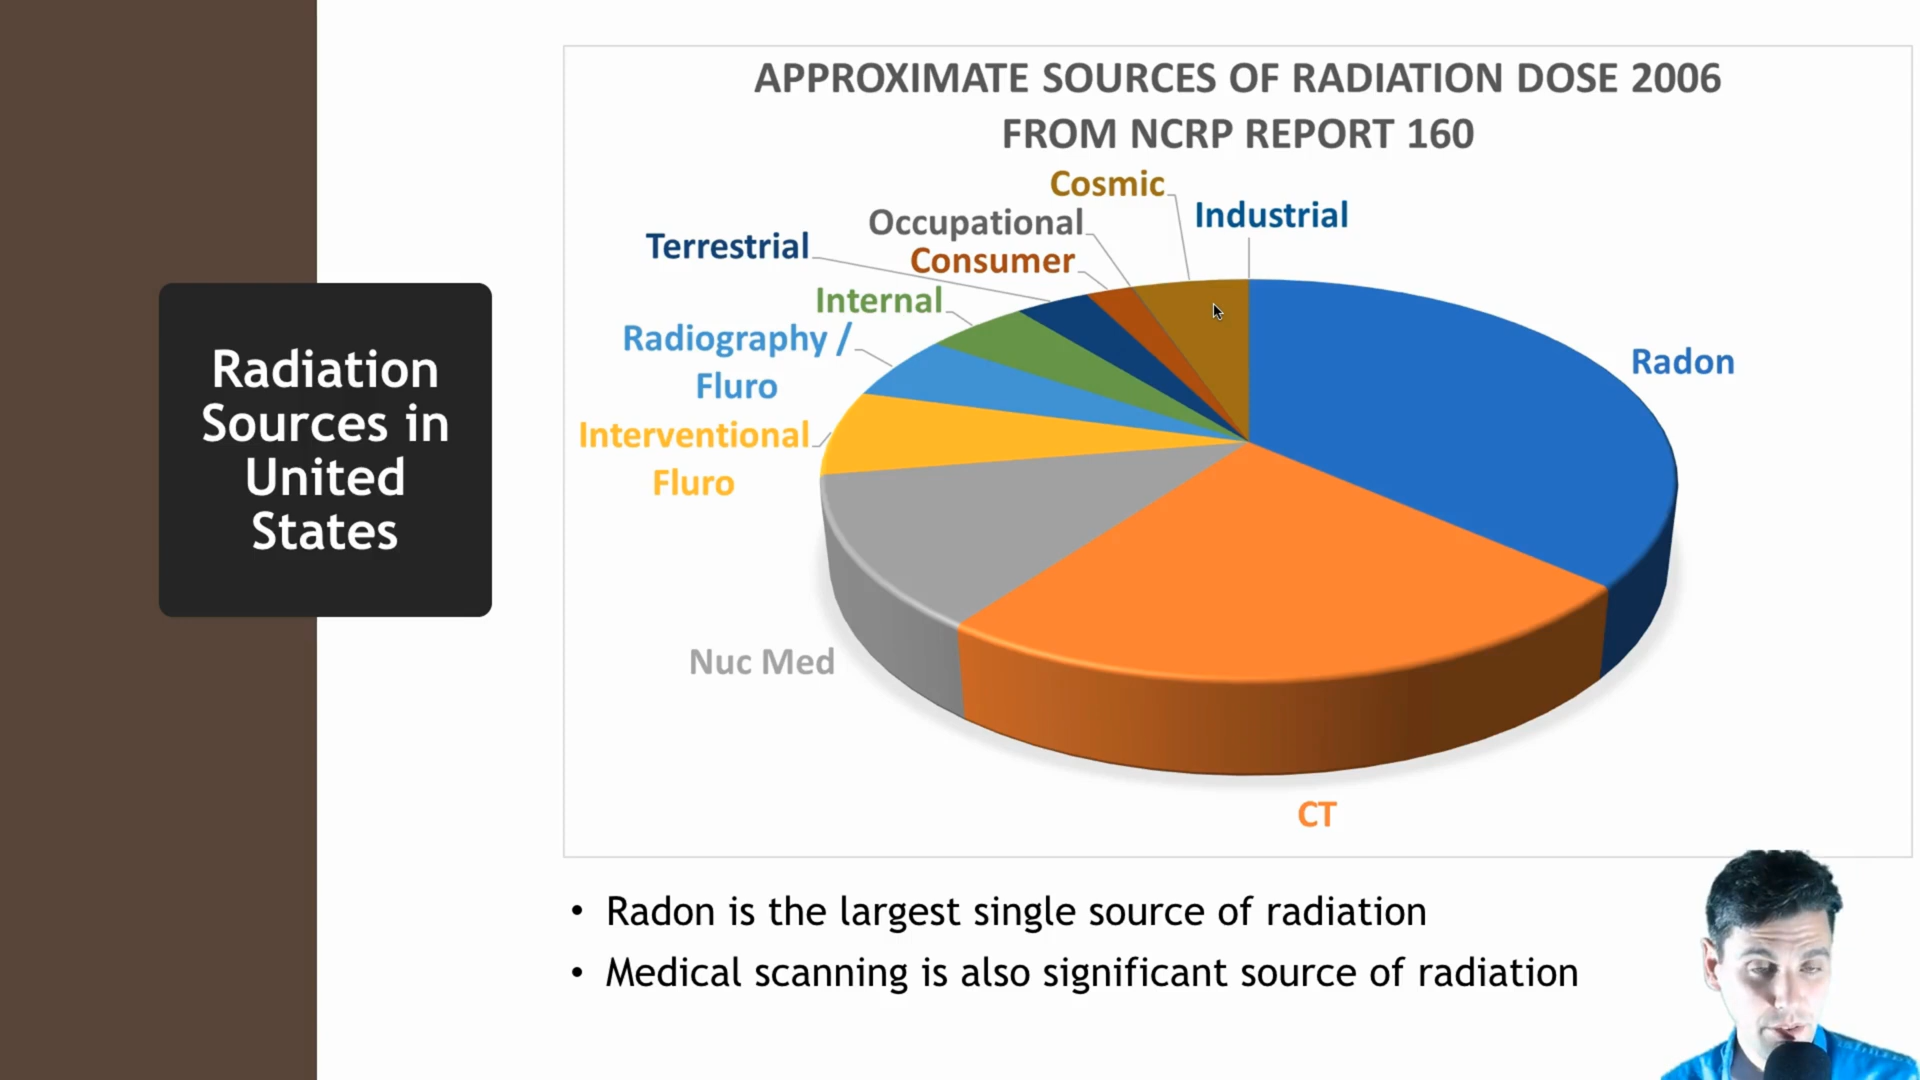 Radiation
Sources in
United
States
APPROXIMATE SOURCES OF RADIATION DOSE 2006
FROM NCRP REPORT 160
Cosmic
Industrial
Occupational
Terrestrial
Consumer
Internal
Radiography /
Fluro
Radon
Interventional
Fluro
Nuc Med
CT
• Radon is the largest single source of radiation
• Medical scanning is also significant source of radiation